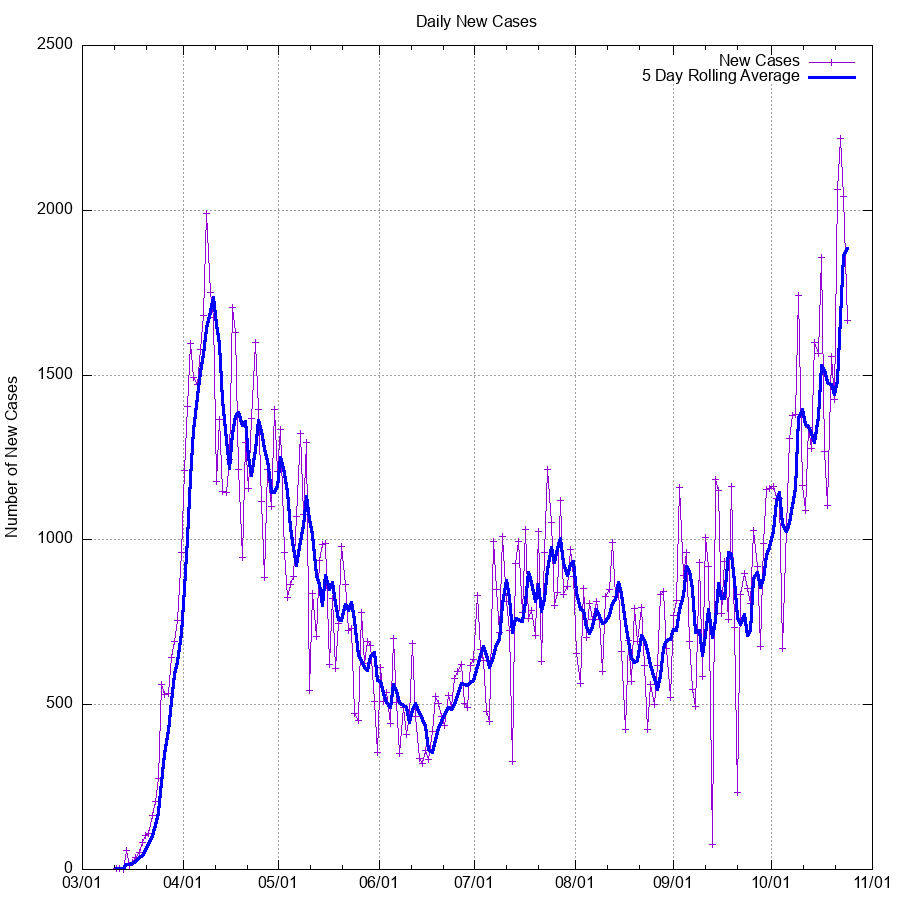 Daily New Cases
New Cases
5 Day Rolling Average
Number of New Cases
2500
2000
1500
1000
500
0
03/01 04/01 05/01 06/01 07/01 08/01 09/01 10/01 11/01